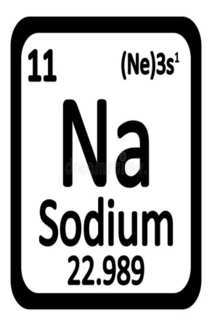 11 (Ne)3s¹
Na
Sodium
22.989